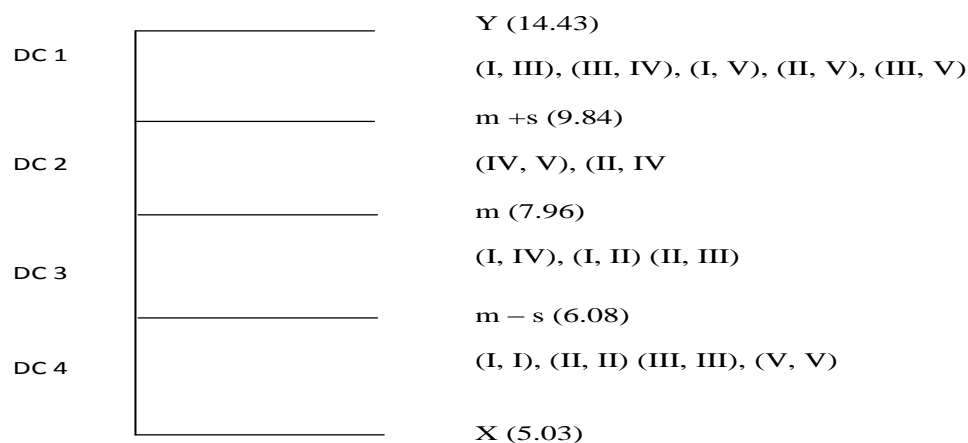 Y (14.43)
DC 1
(I, III), (III, IV), (I, V), (II, V), (III, V)
m +s (9.84)
DC 2
(IV, V), (II, IV
m (7.96)
DC 3
(I, IV), (I, II) (II, III)
m – s (6.08)
DC 4
(I, I), (II, II) (III, III), (V, V)
X (5.03)